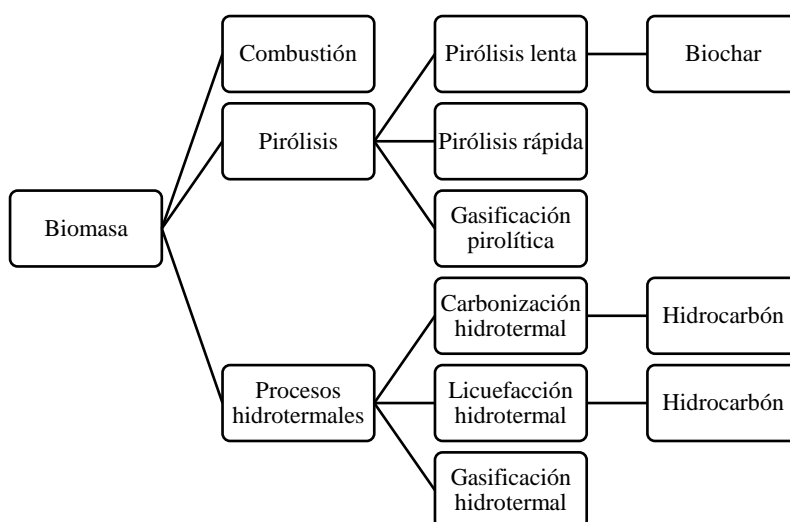 Combustión
Pirólisis lenta
Biochar
Pirólisis
Pirólisis rápida
Biomasa
Gasificación
pirolítica
Carbonización
hidrotermal
Hidrocarbón
Procesos
hidrotermales
Licuefacción
hidrotermal
Hidrocarbón
Gasificación
hidrotermal